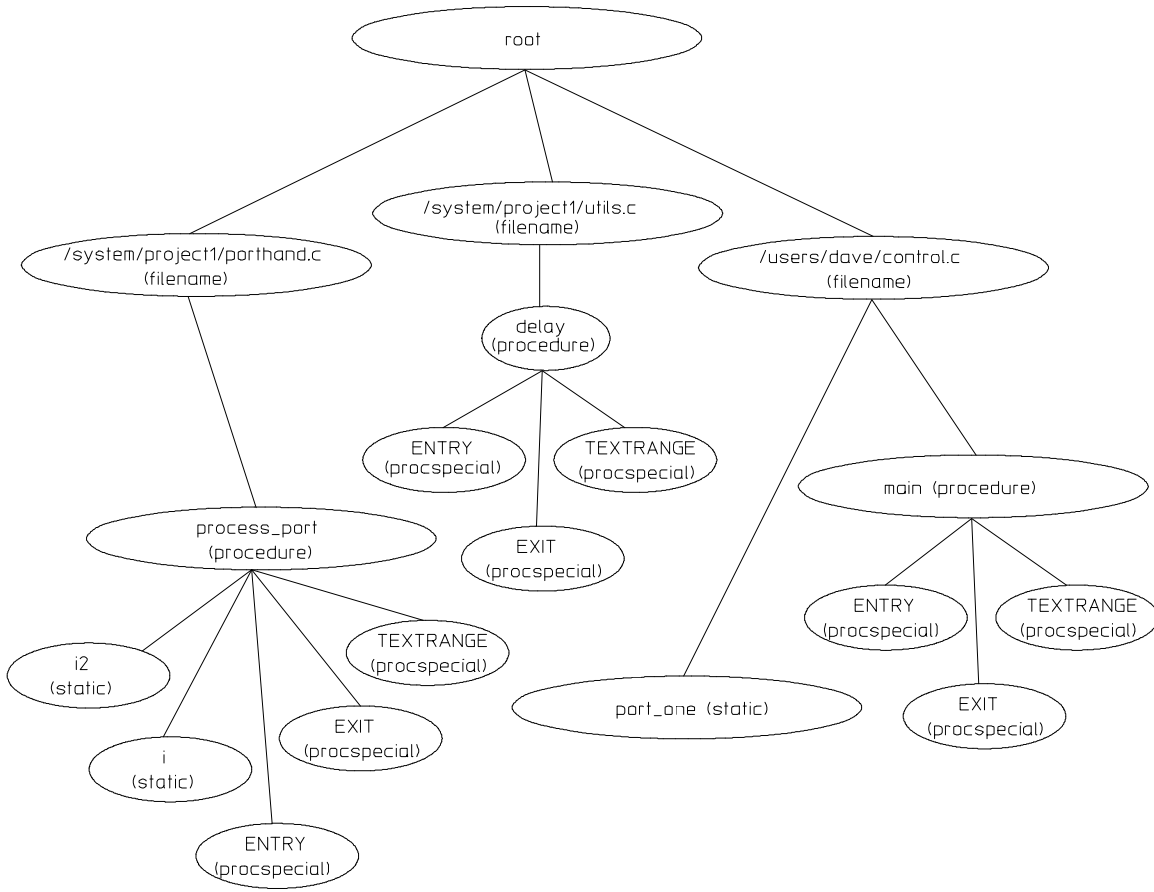 root
/system/project1/utils.c
(filename)
/system/project1/porthand.c
(filename)
/users/dave/control.c
(filename)
delay
(procedure)
ENTRY
(procspecial)
TEXTRANGE
(procspecial)
main (procedure)
process_port
(procedure)
EXIT
(procspecial)
ENTRY
(procspecial)
TEXTRANGE
(procspecial)
TEXTRANGE
(procspecial)
i2
(static)
port_one (static)
EXIT
(procspecial)
EXIT
(procspecial)
i
(static)
ENTRY
(procspecial)